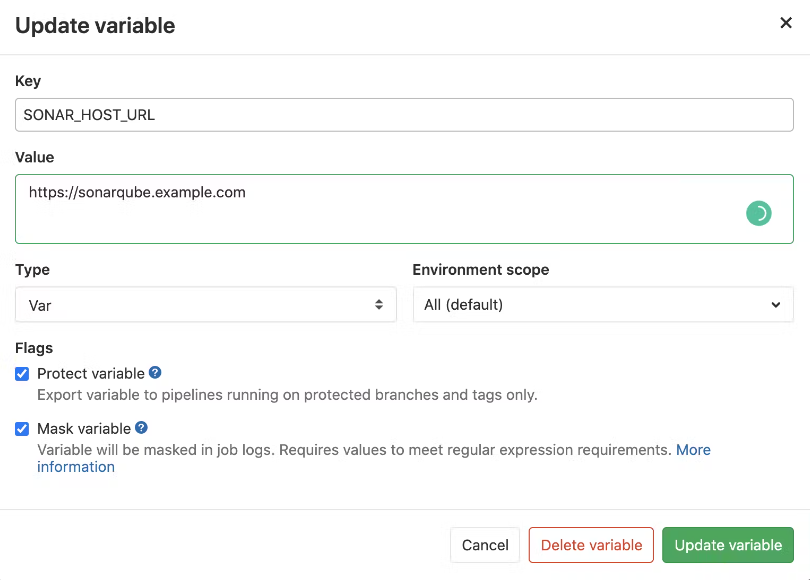 Update variable
Key
SONAR_HOST_URL
Value
https://sonarqube.example.com
Type
Environment scope
Var
All (default)
Flags
Protect variable
Export variable to pipelines running on protected branches and tags only.
Mask variable
Variable will be masked in job logs. Requires values to meet regular expression requirements. More
information
Cancel
Delete variable
Update variable